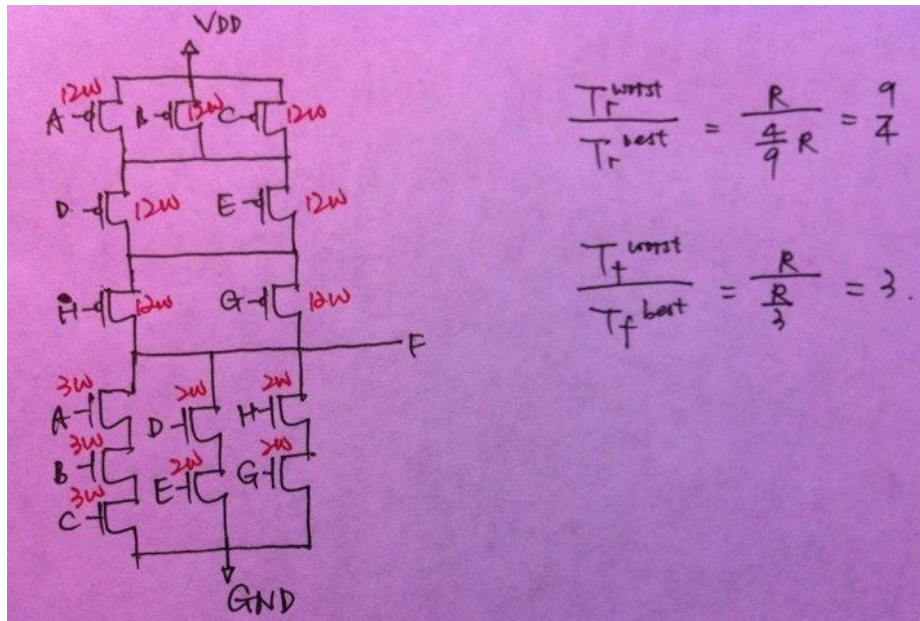 VDD
12W 12W 12W
A B C
D 12W E 12W
H 12W G 12W
F
3W 2W 2W
A D H
3W 2W 2W
B E G
3W
C
GND
Tr worst / Tr best = R / (4/9 R) = 9/4
Tf worst / Tf best = R / (R/3) = 3.